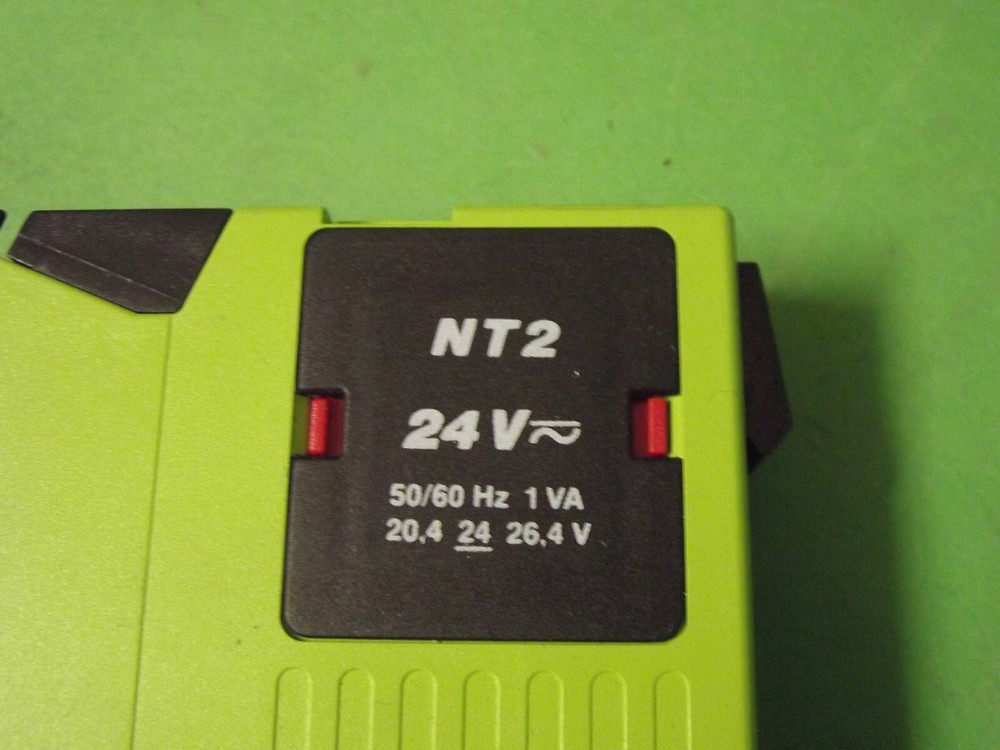 NT2
24 V ⎓~
50/60 Hz 1 VA
20,4 24 26,4 V